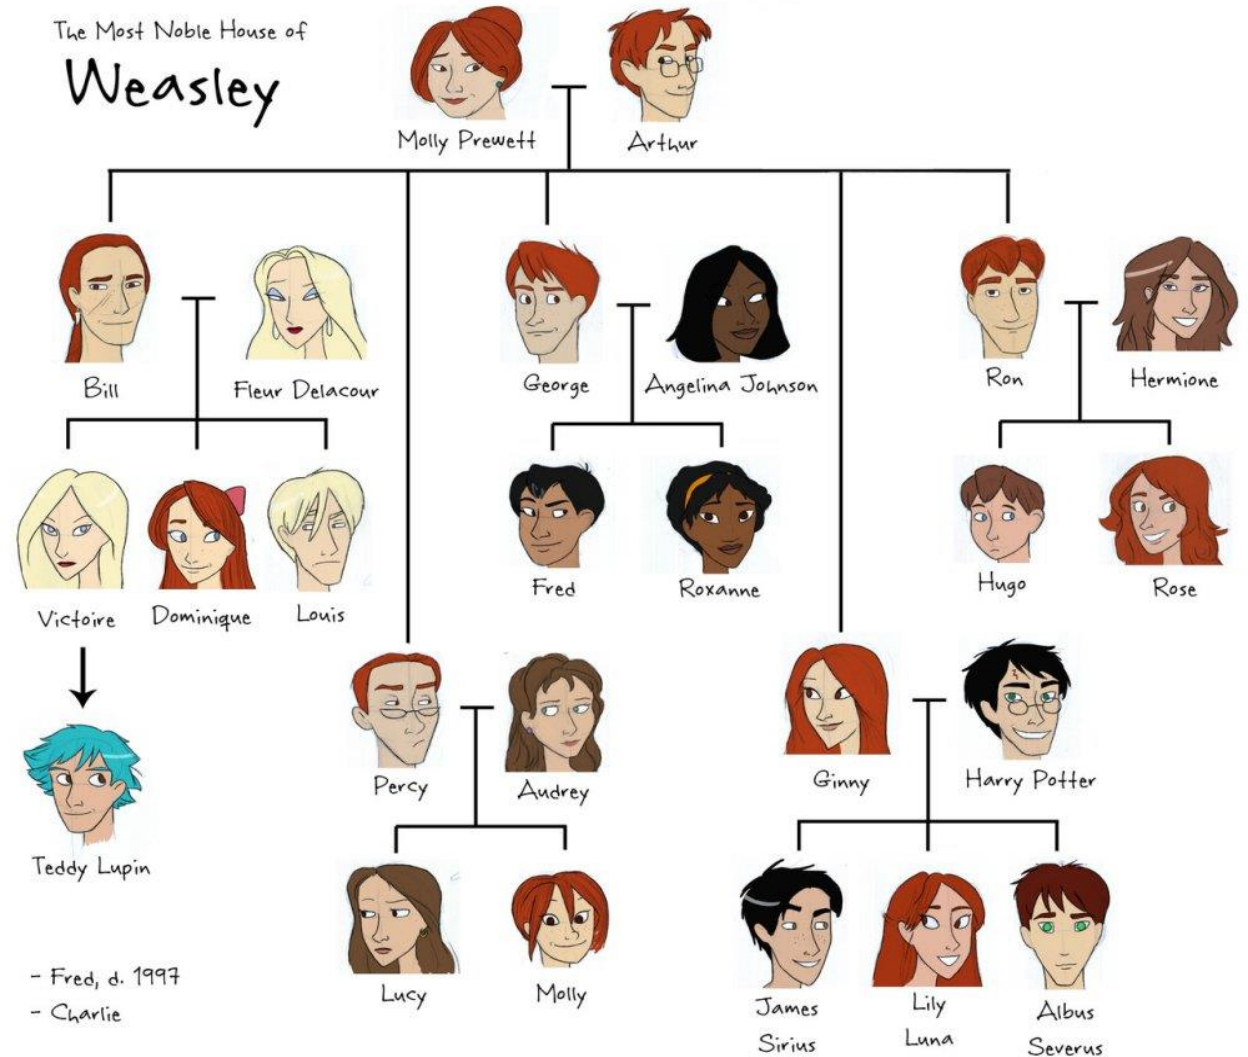 The Most Noble House of
Weasley
Molly Prewett
Arthur
Bill
Fleur Delacour
George
Angelina Johnson
Ron
Hermione
Victoire
Dominique
Louis
Fred
Roxanne
Hugo
Rose
Percy
Audrey
Ginny
Harry Potter
Teddy Lupin
Lucy
Molly
James
Sirius
Lily
Luna
Albus
Severus
- Fred, d. 1997
- Charlie